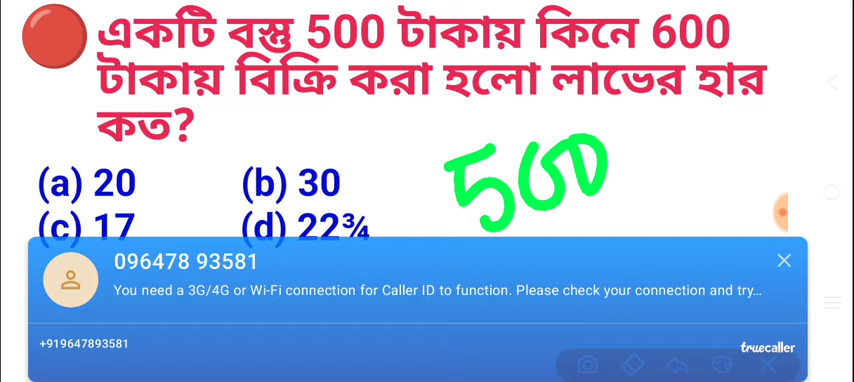 একটি বস্তু 500 টাকায় কিনে 600
টাকায় বিক্রি করা হলো লাভের হার
কত?
500
(a) 20 (b) 30
(c) 17 (d) 22¾
096478 93581
You need a 3G/4G or Wi-Fi connection for Caller ID to function. Please check your connection and try...
+919647893581
truecaller